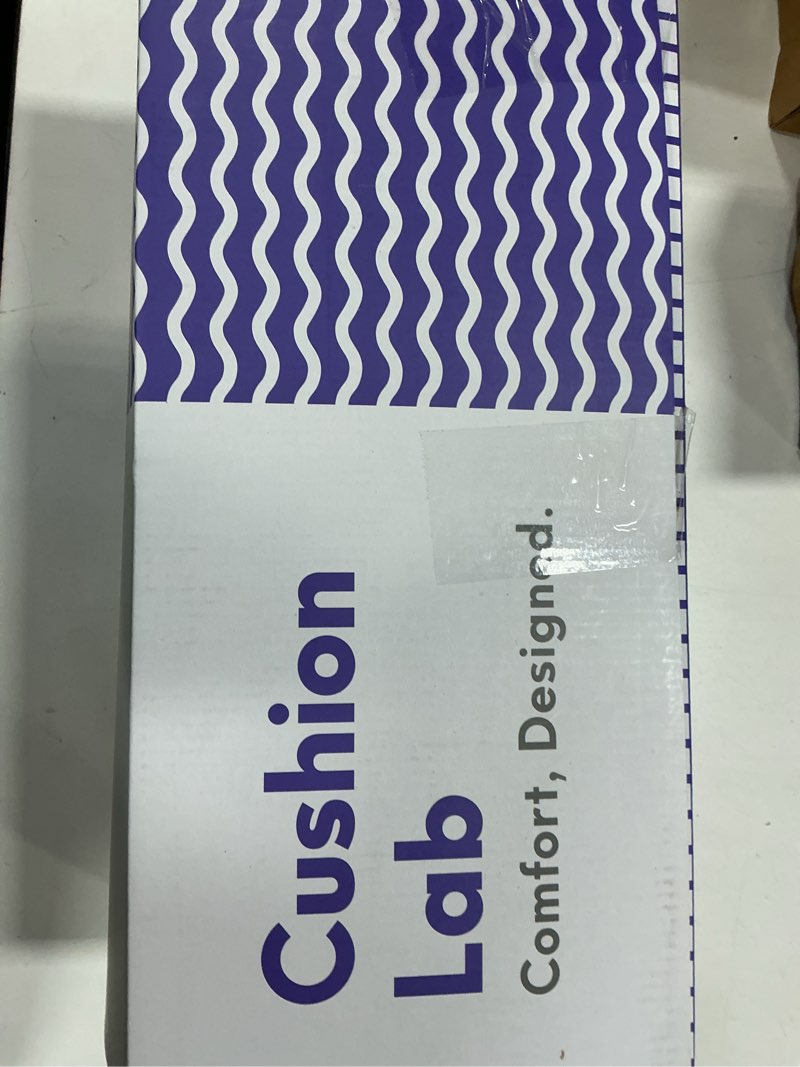 Cushion
Lab
Comfort, Designed.